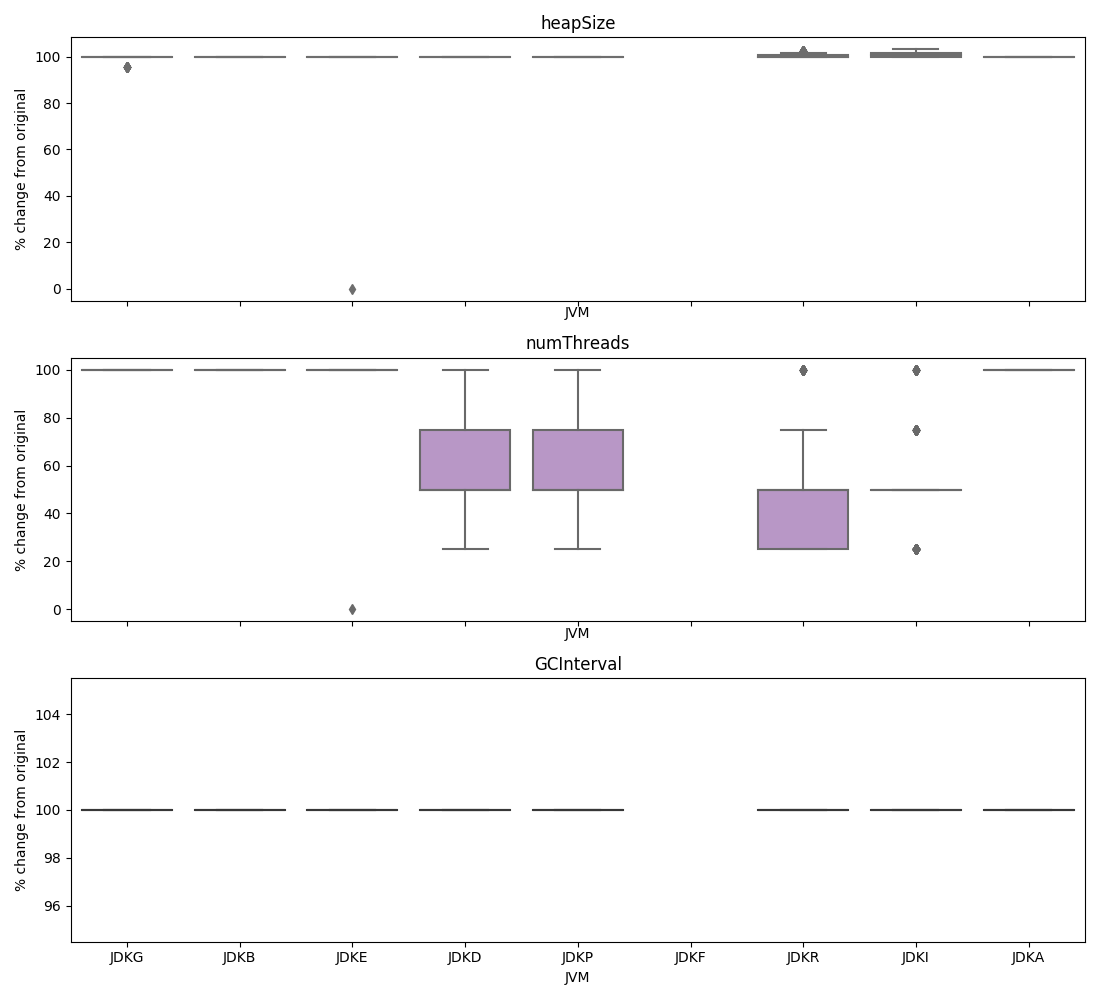 heapSize
% change from original
100
80
60
40
20
0
JVM
numThreads
% change from original
100
80
60
40
20
0
JVM
GCInterval
% change from original
104
102
100
98
96
JDKG JDKB JDKE JDKD JDKP JDKF JDKR JDKI JDKA
JVM